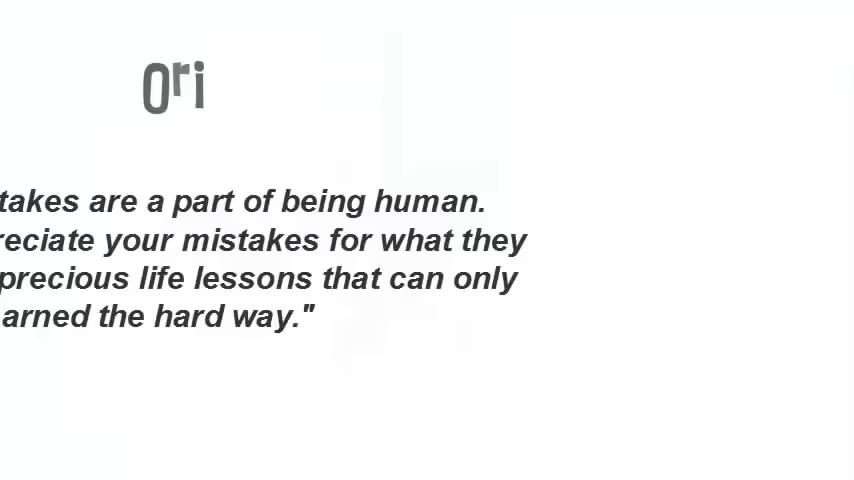 Ori
takes are a part of being human.
reciate your mistakes for what they
precious life lessons that can only
arned the hard way."